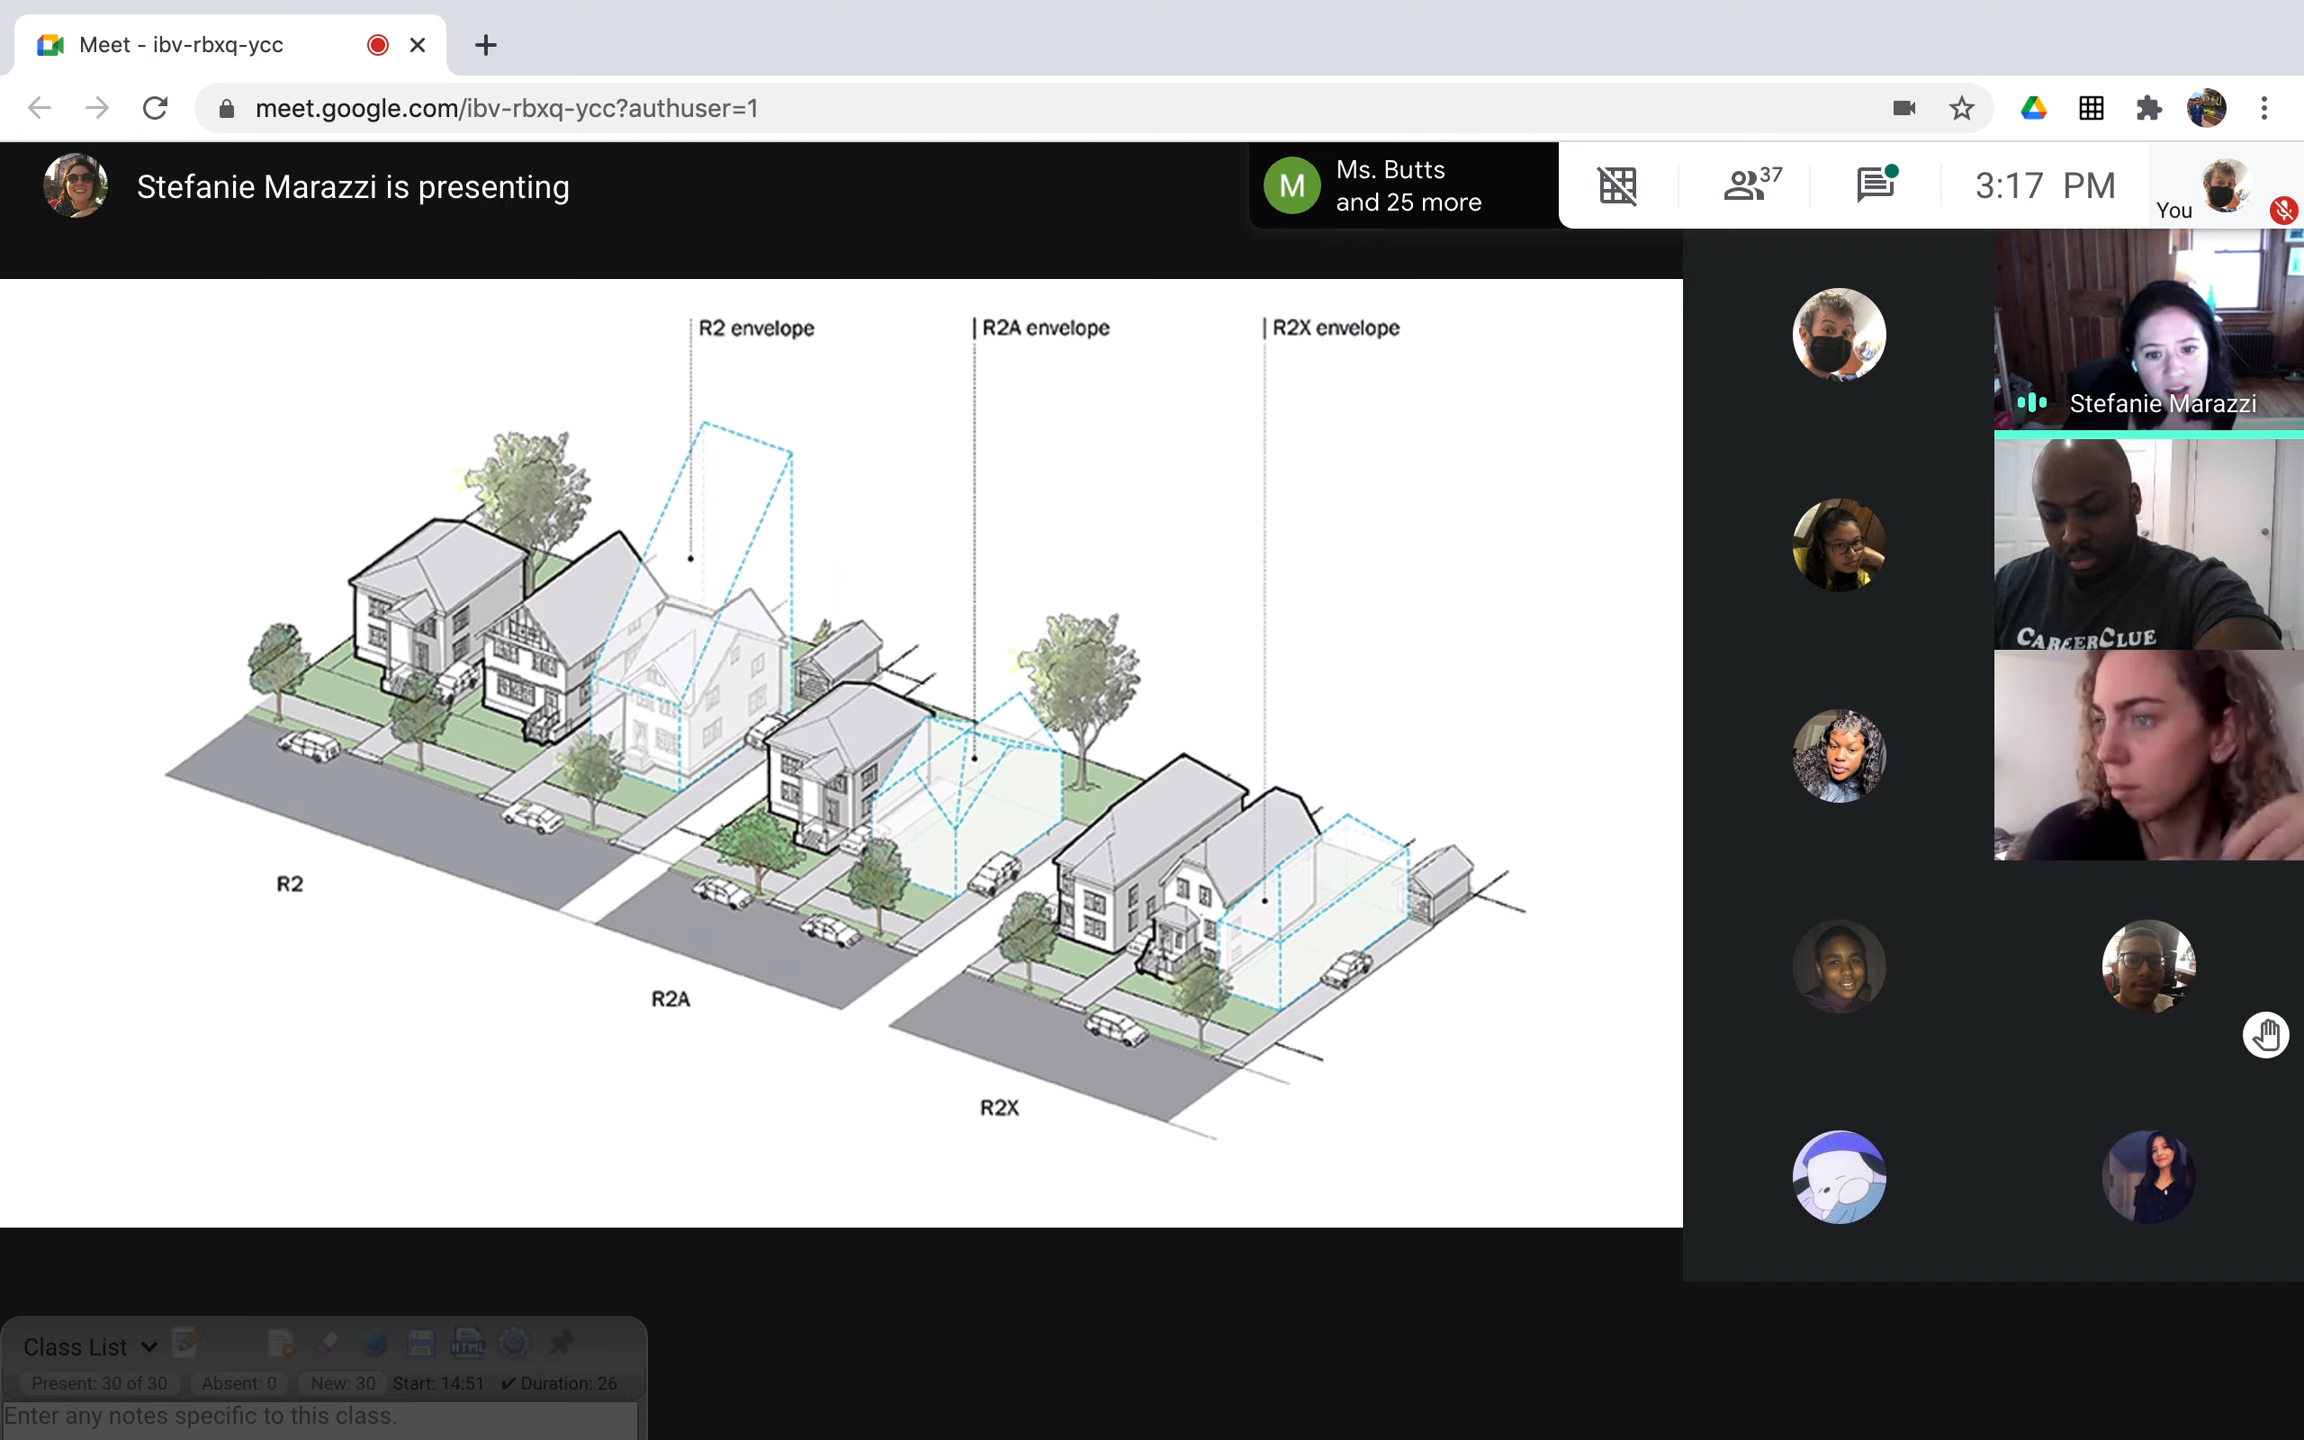 Meet - ibv-rbxq-ycc
meet.google.com/ibv-rbxq-ycc?authuser=1
Stefanie Marazzi is presenting
M
Ms. Butts
and 25 more
37
3:17 PM
You
R2 envelope
R2A envelope
R2X envelope
Stefanie Marazzi
CAREERCLUE
R2
R2A
R2X
Class List
HTML
Present: 30 of 30
Absent: 0
New: 30
Start: 14:51
✔ Duration: 26
Enter any notes specific to this class.